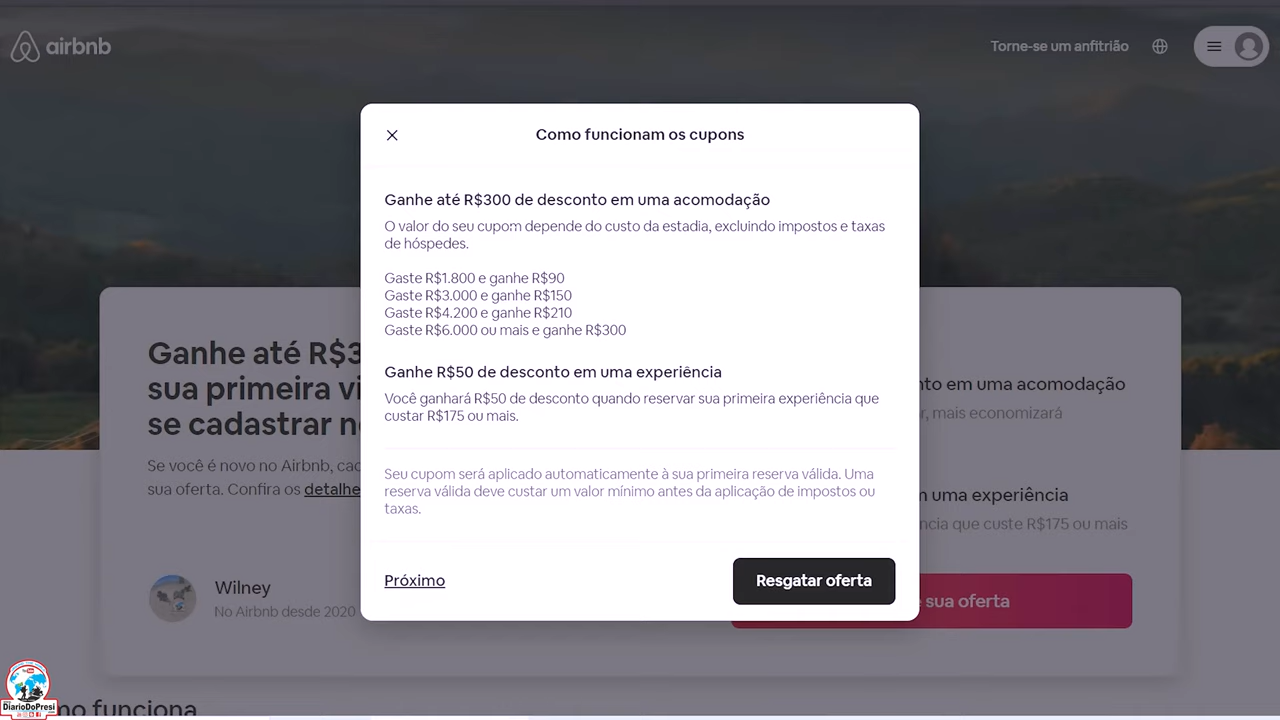 airbnb
Torne-se um anfitrião
Como funcionam os cupons
Ganhe até R$300 de desconto em uma acomodação
O valor do seu cupom depende do custo da estadia, excluindo impostos e taxas
de hóspedes.
Gaste R$1.800 e ganhe R$90
Gaste R$3.000 e ganhe R$150
Gaste R$4.200 e ganhe R$210
Gaste R$6.000 ou mais e ganhe R$300
Ganhe R$50 de desconto em uma experiência
Você ganhará R$50 de desconto quando reservar sua primeira experiência que
custar R$175 ou mais.
Seu cupom será aplicado automaticamente à sua primeira reserva válida. Uma
reserva válida deve custar um valor mínimo antes da aplicação de impostos ou
taxas.
Próximo
Resgatar oferta
Ganhe até R$3
sua primeira vi
se cadastrar n
Se você é novo no Airbnb, cad
sua oferta. Confira os detalhe
Wilney
No Airbnb desde 2020
to em uma acomodação
, mais economizará
uma experiência
ncia que custe R$175 ou mais
sua oferta
mo funciona
DiarioDoPresi